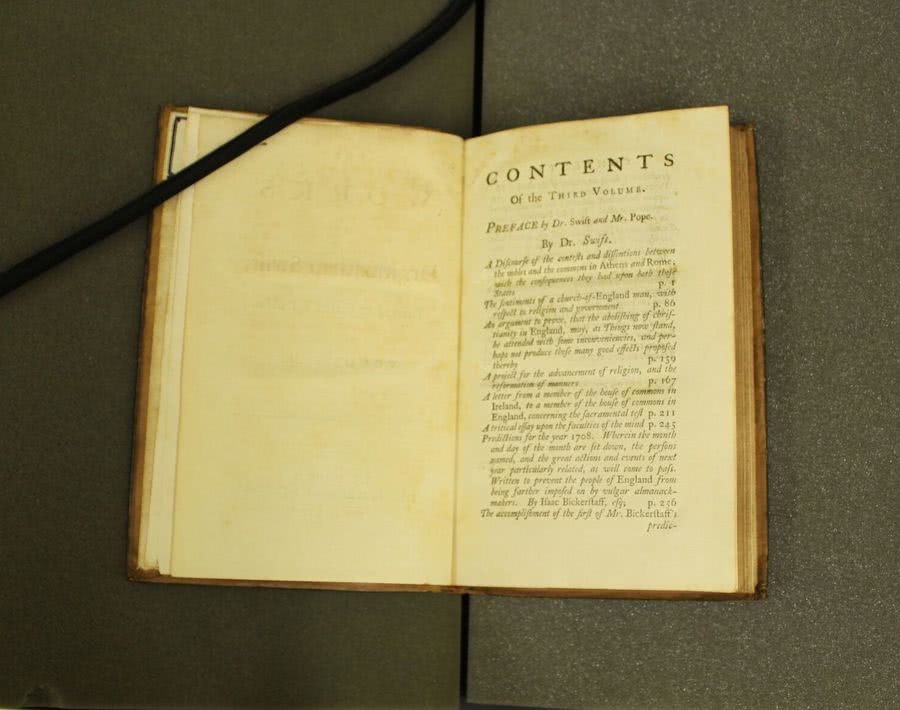 CONTENTS
Of the THIRD VOLUME.
PREFACE by Dr. Swift and Mr. Pope.
By Dr. Swift.
A Discourse of the contests and dissentions between
the nobles and the commons in Athens and Rome;
with the consequences they had upon both those
States p. 1
The sentiments of a church-of-England man, with
respect to religion and government p. 86
An argument to prove, that the abolishing of chris-
tianity in England, may, as Things now stand,
be attended with some inconveniencies, and per-
haps not produce those many good effects proposed
thereby p. 139
A project for the advancement of religion, and the
reformation of manners p. 167
A letter from a member of the house of commons in
Ireland, to a member of the house of commons in
England, concerning the sacramental test p. 211
A tritical essay upon the faculties of the mind p. 245
Predictions for the year 1708. Wherein the month
and day of the month are set down, the persons
named, and the great actions and events of next
year particularly related, as will come to pass.
Written to prevent the people of England from
being farther imposed on by vulgar almanack-
makers. By Isaac Bickerstaff, esq; p. 256
The accomplishment of the first of Mr. Bickerstaff's
predic-